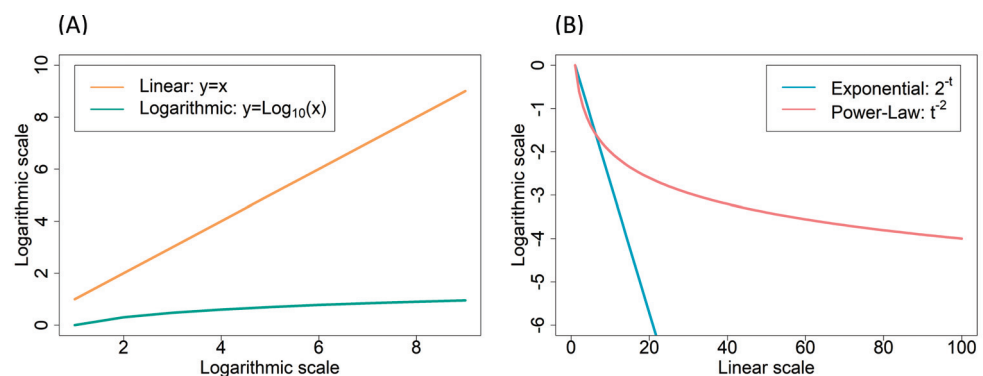 (A)
Logarithmic scale
10
8
6
4
2
0
Linear: y=x
Logarithmic: y=Log₁₀(x)
2
4
6
8
Logarithmic scale
(B)
Logarithmic scale
0
-1
-2
-3
-4
-5
-6
Exponential: 2⁻ᵗ
Power-Law: t⁻²
0
20
40
60
80
100
Linear scale